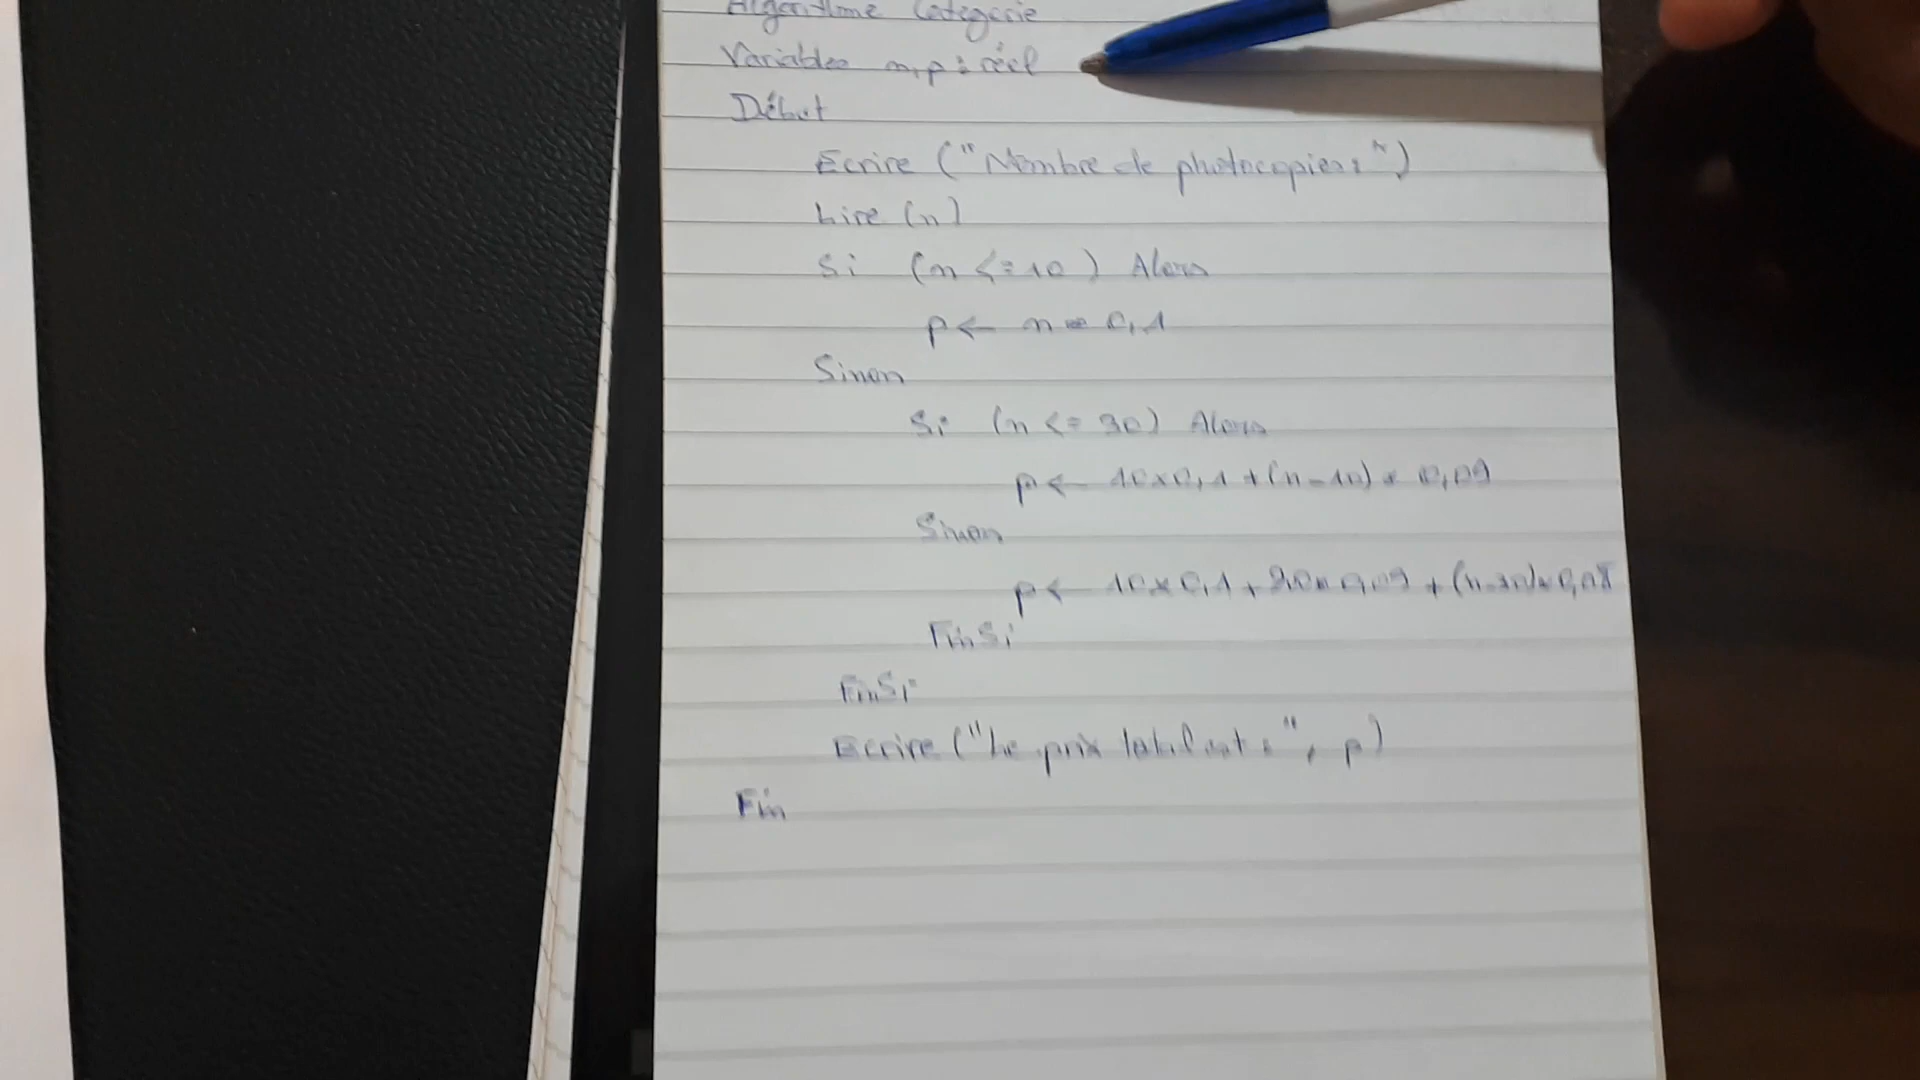 Algorithme Categorie
Variables n,p : réel
Début
Ecrire ("Nombre de photocopies : ")
Lire (n)
Si (n <= 10) Alors
p ← n * 0,1
Sinon
Si (n <= 30) Alors
p ← 10 x 0,1 + (n - 10) * 0,09
Sinon
p ← 10 x 0,1 + 20 * 0,09 + (n-30) * 0,08
FinSi
FinSi
Ecrire ("Le prix total est : ", p)
Fin